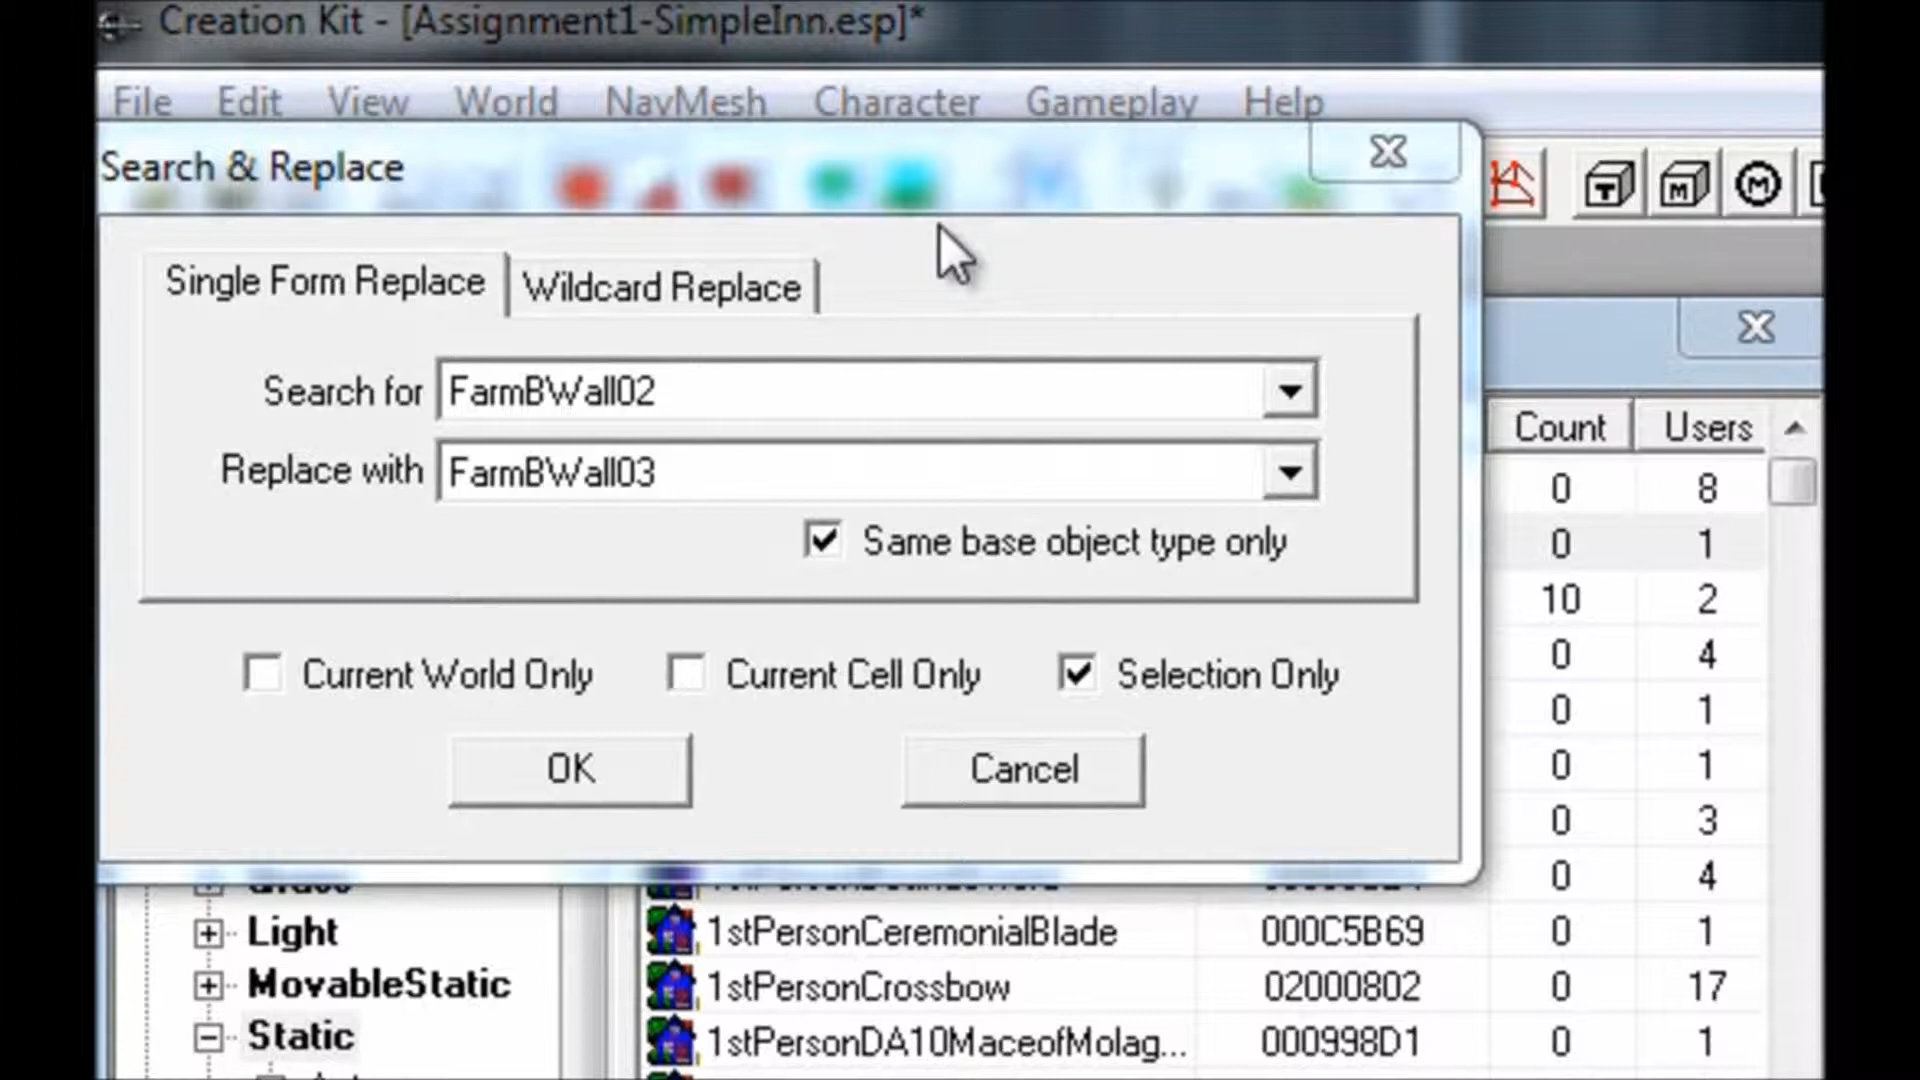 Creation Kit - [Assignment1-SimpleInn.esp]*
File Edit View World NavMesh Character Gameplay Help
Search & Replace
T M M
Single Form Replace Wildcard Replace
Search for FarmBWall02
Replace with FarmBWall03
Same base object type only
Current World Only Current Cell Only Selection Only
OK Cancel
Count Users
0 8
0 1
10 2
0 4
0 1
0 1
0 3
0 4
Light
MovableStatic
Static
1stPersonCeremonialBlade 000C5B69 0 1
1stPersonCrossbow 02000802 0 17
1stPersonDA10MaceofMolag... 000998D1 0 1